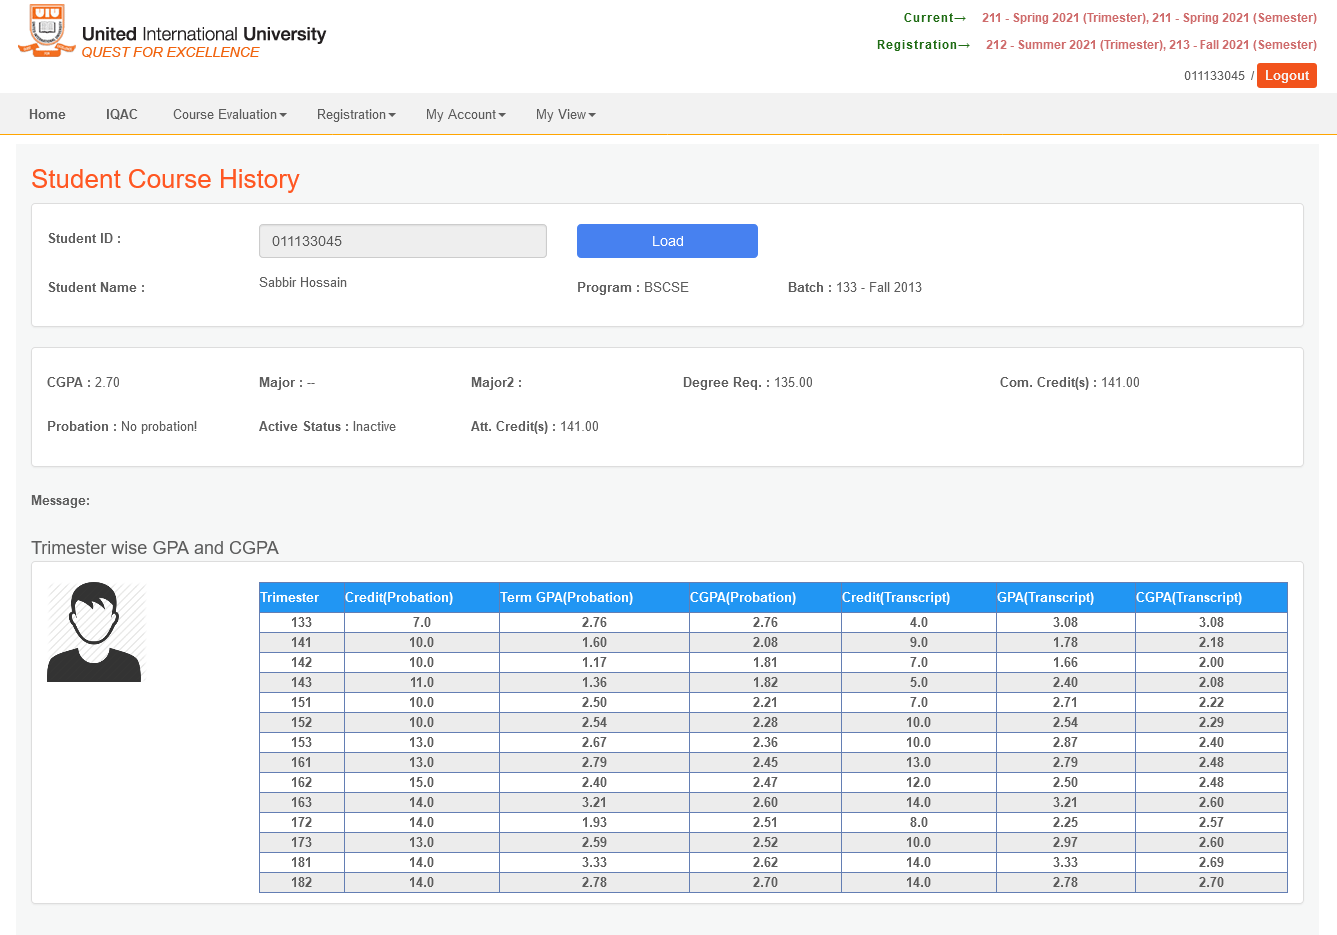 United International University
QUEST FOR EXCELLENCE
Current→ 211 - Spring 2021 (Trimester), 211 - Spring 2021 (Semester)
Registration→ 212 - Summer 2021 (Trimester), 213 - Fall 2021 (Semester)
011133045 / Logout
Home IQAC Course Evaluation Registration My Account My View
Student Course History
Student ID : 011133045 Load
Student Name : Sabbir Hossain Program : BSCSE Batch : 133 - Fall 2013
CGPA : 2.70 Major : -- Major2 : Degree Req. : 135.00 Com. Credit(s) : 141.00
Probation : No probation! Active Status : Inactive Att. Credit(s) : 141.00
Message:
Trimester wise GPA and CGPA
Trimester Credit(Probation) Term GPA(Probation) CGPA(Probation) Credit(Transcript) GPA(Transcript) CGPA(Transcript)
133 7.0 2.76 2.76 4.0 3.08 3.08
141 10.0 1.60 2.08 9.0 1.78 2.18
142 10.0 1.17 1.81 7.0 1.66 2.00
143 11.0 1.36 1.82 5.0 2.40 2.08
151 10.0 2.50 2.21 7.0 2.71 2.22
152 10.0 2.54 2.28 10.0 2.54 2.29
153 13.0 2.67 2.36 10.0 2.87 2.40
161 13.0 2.79 2.45 13.0 2.79 2.48
162 15.0 2.40 2.47 12.0 2.50 2.48
163 14.0 3.21 2.60 14.0 3.21 2.60
172 14.0 1.93 2.51 8.0 2.25 2.57
173 13.0 2.59 2.52 10.0 2.97 2.60
181 14.0 3.33 2.62 14.0 3.33 2.69
182 14.0 2.78 2.70 14.0 2.78 2.70